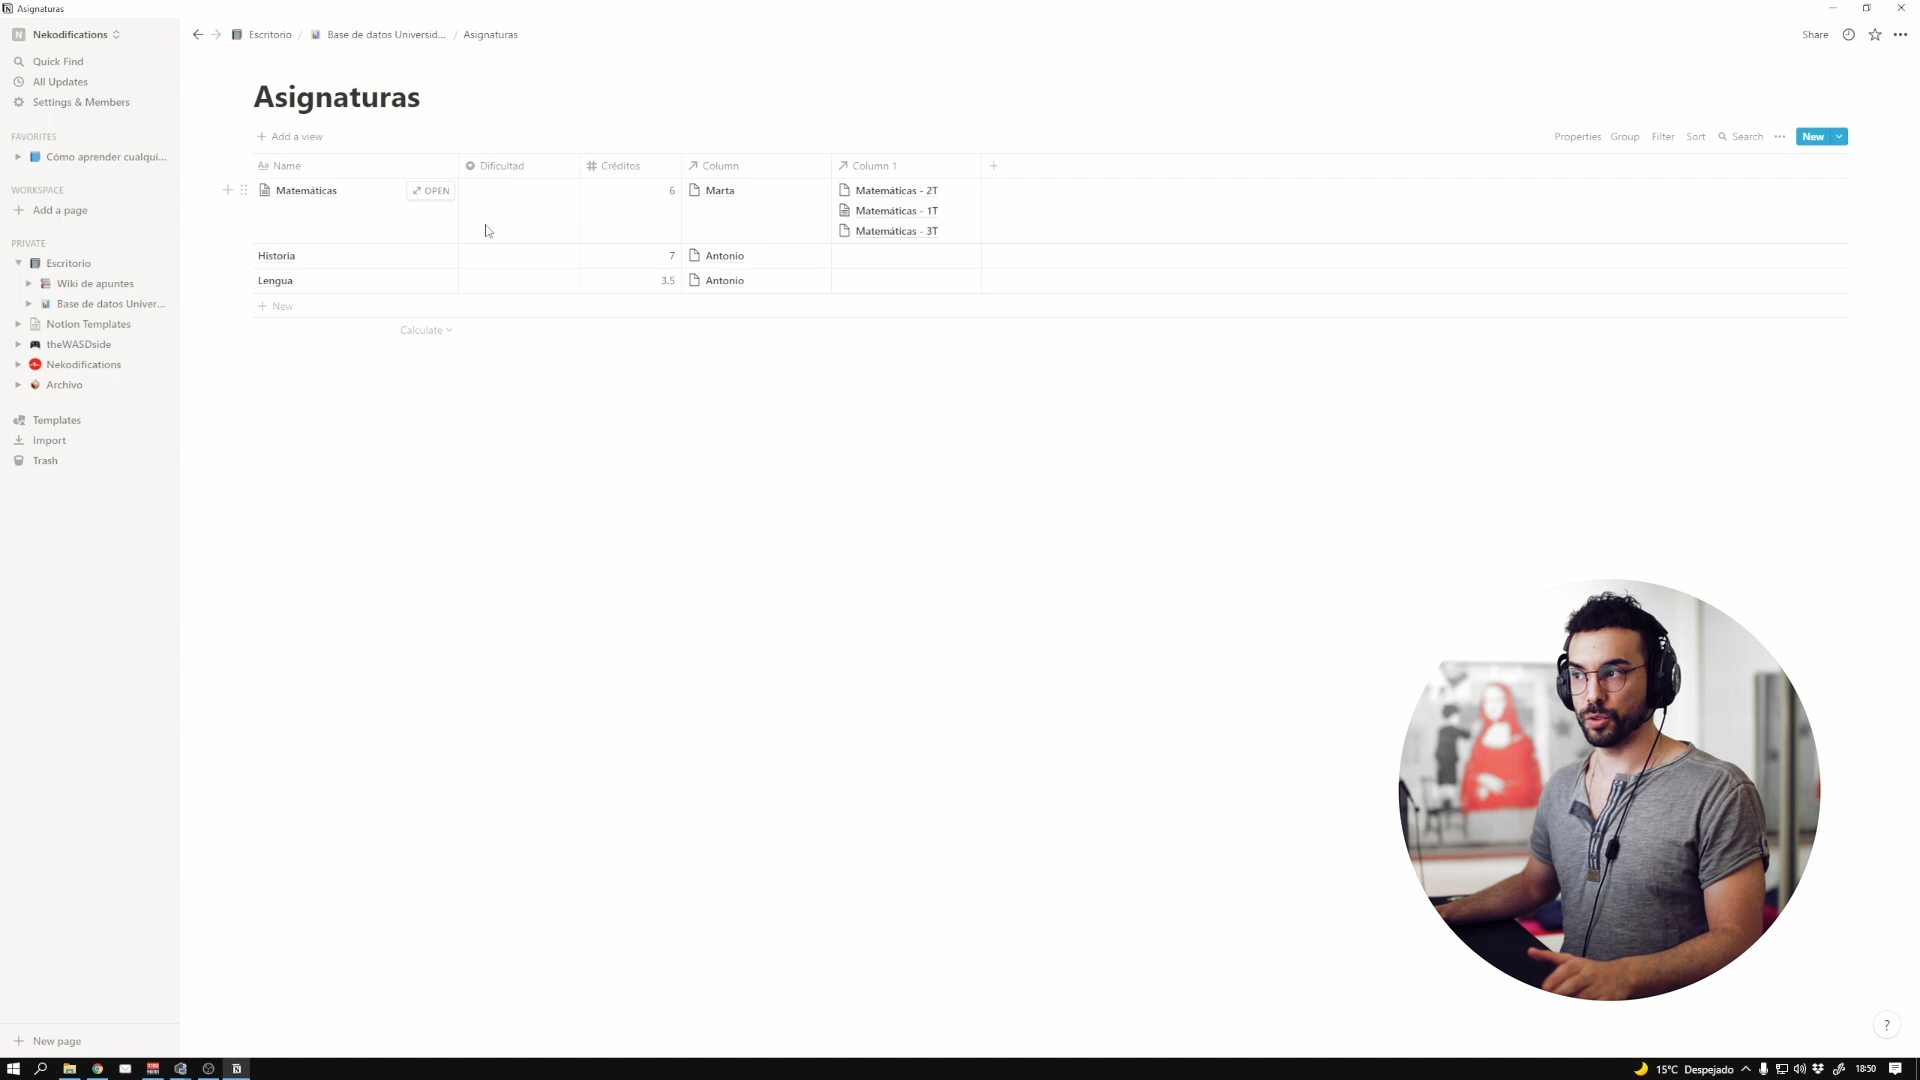 Asignaturas
Nekodifications
Escritorio / Base de datos Universid... / Asignaturas
Share
Quick Find
All Updates
Settings & Members
FAVORITES
Cómo aprender cualqui...
WORKSPACE
Add a page
PRIVATE
Escritorio
Wiki de apuntes
Base de datos Univer...
Notion Templates
theWASDside
Nekodifications
Archivo
Templates
Import
Trash
New page
Asignaturas
Add a view
Properties Group Filter Sort Search New
Aa Name Dificultad # Créditos Column Column 1
Matemáticas OPEN 6 Marta Matemáticas - 2T
Matemáticas - 1T
Matemáticas - 3T
Historia 7 Antonio
Lengua 3.5 Antonio
+ New
Calculate
?
15°C Despejado 18:50